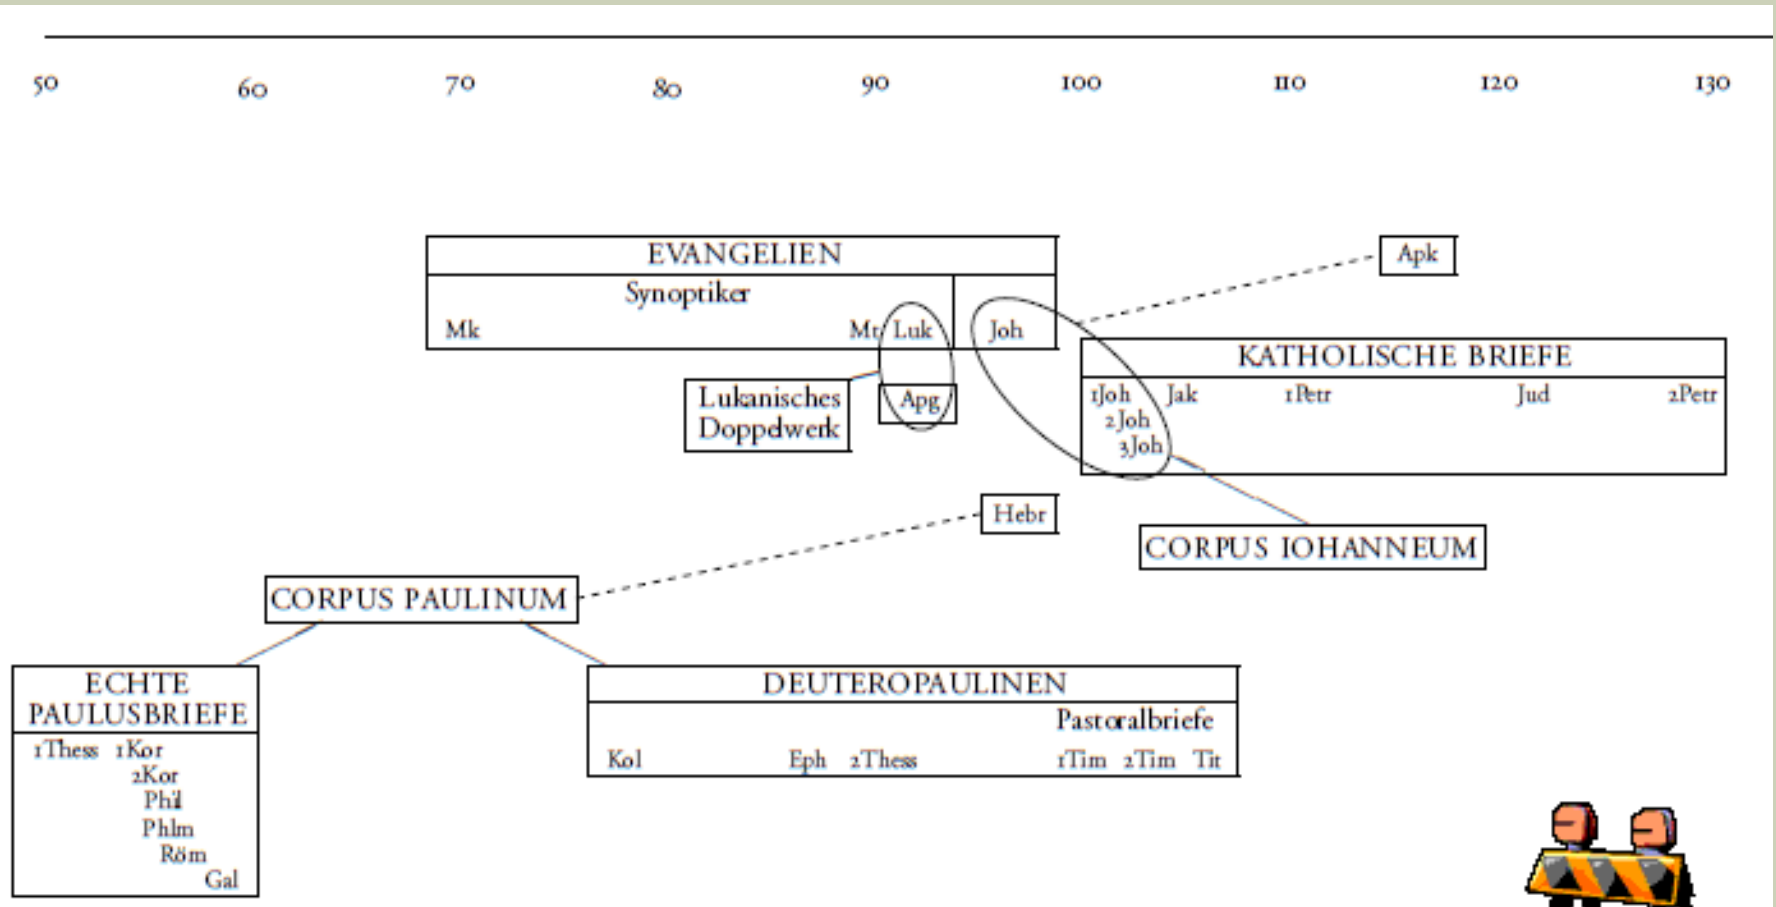 50 60 70 80 90 100 110 120 130
EVANGELIEN
Synoptiker
Mk Mt Luk Joh
Apk
KATHOLISCHE BRIEFE
1Joh Jak 1Petr Jud 2Petr
2Joh
3Joh
Lukanisches
Doppelwerk
Apg
Hebr
CORPUS IOHANNEUM
CORPUS PAULINUM
ECHTE
PAULUSBRIEFE
1Thess 1Kor
2Kor
Phil
Phlm
Röm
Gal
DEUTEROPAULINEN
Pastoralbriefe
Kol Eph 2Thess 1Tim 2Tim Tit